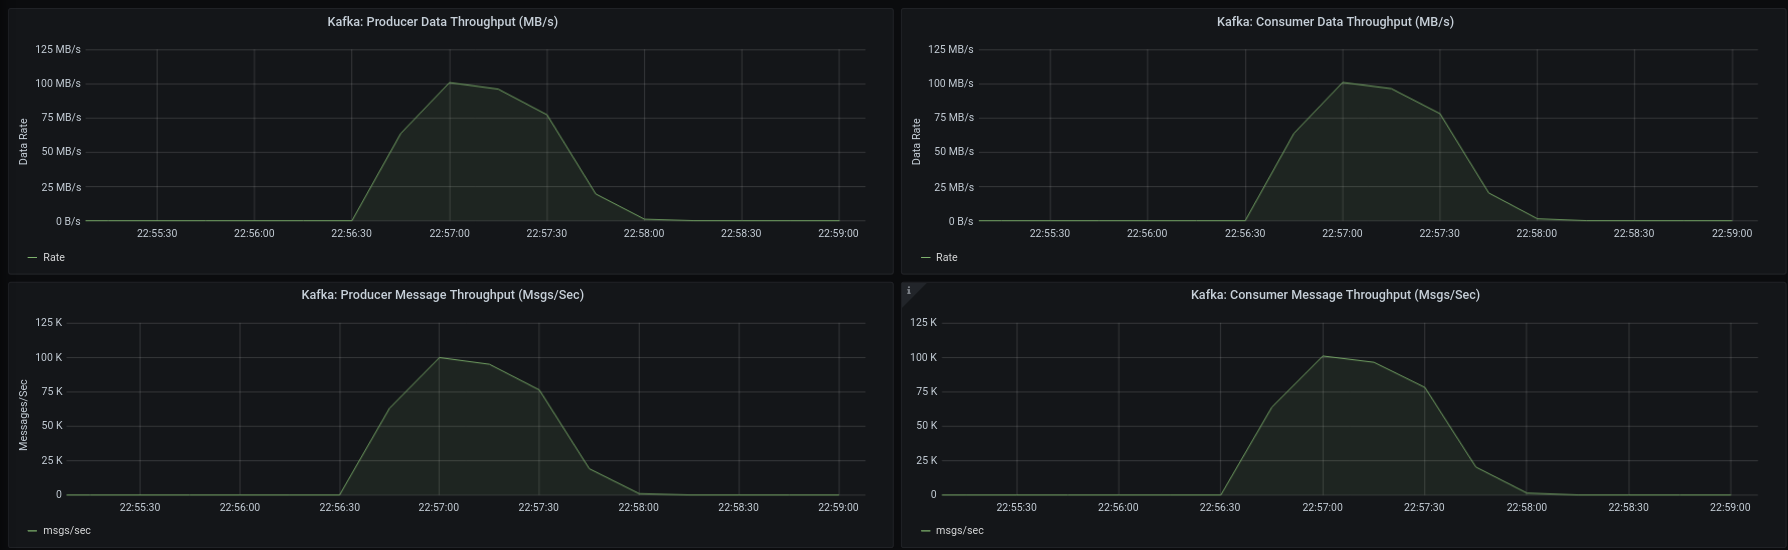 Kafka: Producer Data Throughput (MB/s)
125 MB/s
100 MB/s
75 MB/s
50 MB/s
25 MB/s
0 B/s
Data Rate
22:55:30 22:56:00 22:56:30 22:57:00 22:57:30 22:58:00 22:58:30 22:59:00
Rate
Kafka: Consumer Data Throughput (MB/s)
125 MB/s
100 MB/s
75 MB/s
50 MB/s
25 MB/s
0 B/s
Data Rate
22:55:30 22:56:00 22:56:30 22:57:00 22:57:30 22:58:00 22:58:30 22:59:00
Rate
Kafka: Producer Message Throughput (Msgs/Sec)
125 K
100 K
75 K
50 K
25 K
0
Messages/Sec
22:55:30 22:56:00 22:56:30 22:57:00 22:57:30 22:58:00 22:58:30 22:59:00
msgs/sec
i
Kafka: Consumer Message Throughput (Msgs/Sec)
125 K
100 K
75 K
50 K
25 K
0
22:55:30 22:56:00 22:56:30 22:57:00 22:57:30 22:58:00 22:58:30 22:59:00
msgs/sec